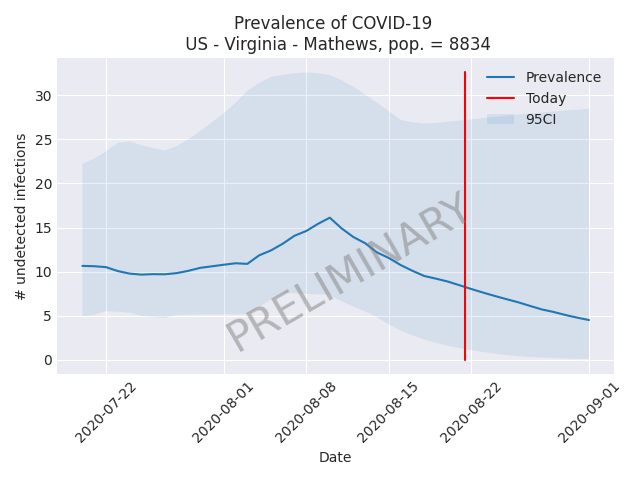 Prevalence of COVID-19
US - Virginia - Mathews, pop. = 8834
Prevalence
Today
95CI
# undetected infections
30
25
20
15
10
5
0
PRELIMINARY
2020-07-22
2020-08-01
2020-08-08
2020-08-15
2020-08-22
2020-09-01
Date